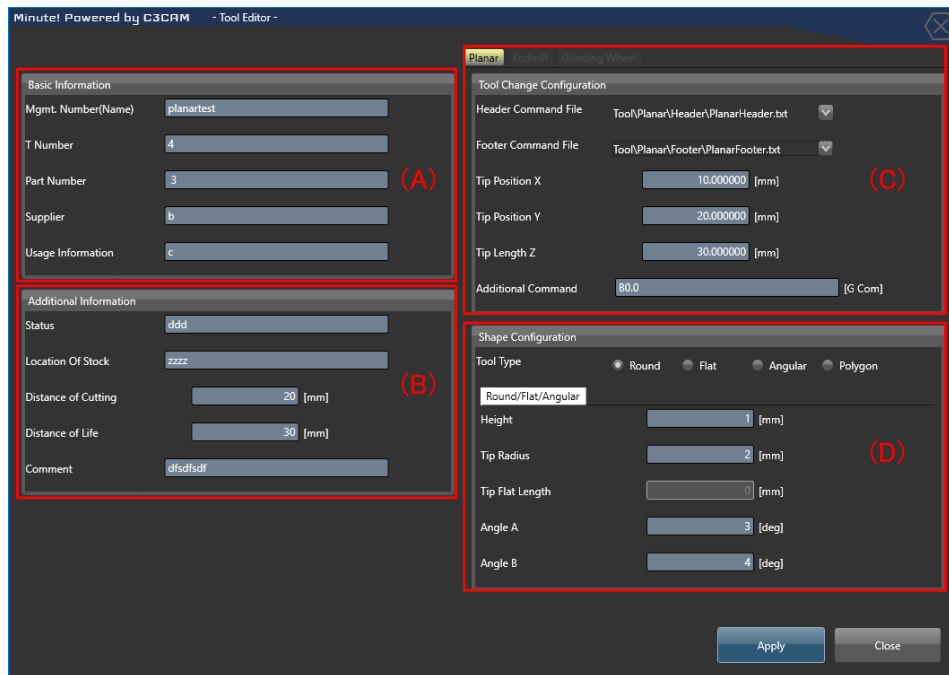 Minute! Powered by C3CAM - Tool Editor -
Basic Information
Mgmt. Number(Name) planartest
T Number 4
Part Number 3
Supplier b
Usage Information c
(A)
Additional Information
Status ddd
Location Of Stock zzzz
Distance of Cutting 20 [mm]
Distance of Life 30 [mm]
Comment dfsdfsdf
(B)
Planar Endmill Grinding Wheel
Tool Change Configuration
Header Command File Tool\Planar\Header\PlanarHeader.txt
Footer Command File Tool\Planar\Footer\PlanarFooter.txt
Tip Position X 10.000000 [mm]
Tip Position Y 20.000000 [mm]
Tip Length Z 30.000000 [mm]
Additional Command B0.0 [G Com]
(C)
Shape Configuration
Tool Type Round Flat Angular Polygon
Round/Flat/Angular
Height 1 [mm]
Tip Radius 2 [mm]
Tip Flat Length 0 [mm]
Angle A 3 [deg]
Angle B 4 [deg]
(D)
Apply Close